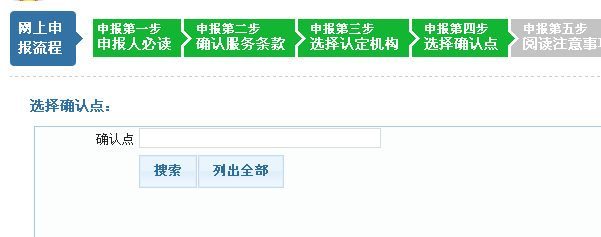 网上申
报流程
申报第一步
申报人必读
申报第二步
确认服务条款
申报第三步
选择认定机构
申报第四步
选择确认点
申报第五步
阅读注意事
选择确认点：
确认点
搜索
列出全部